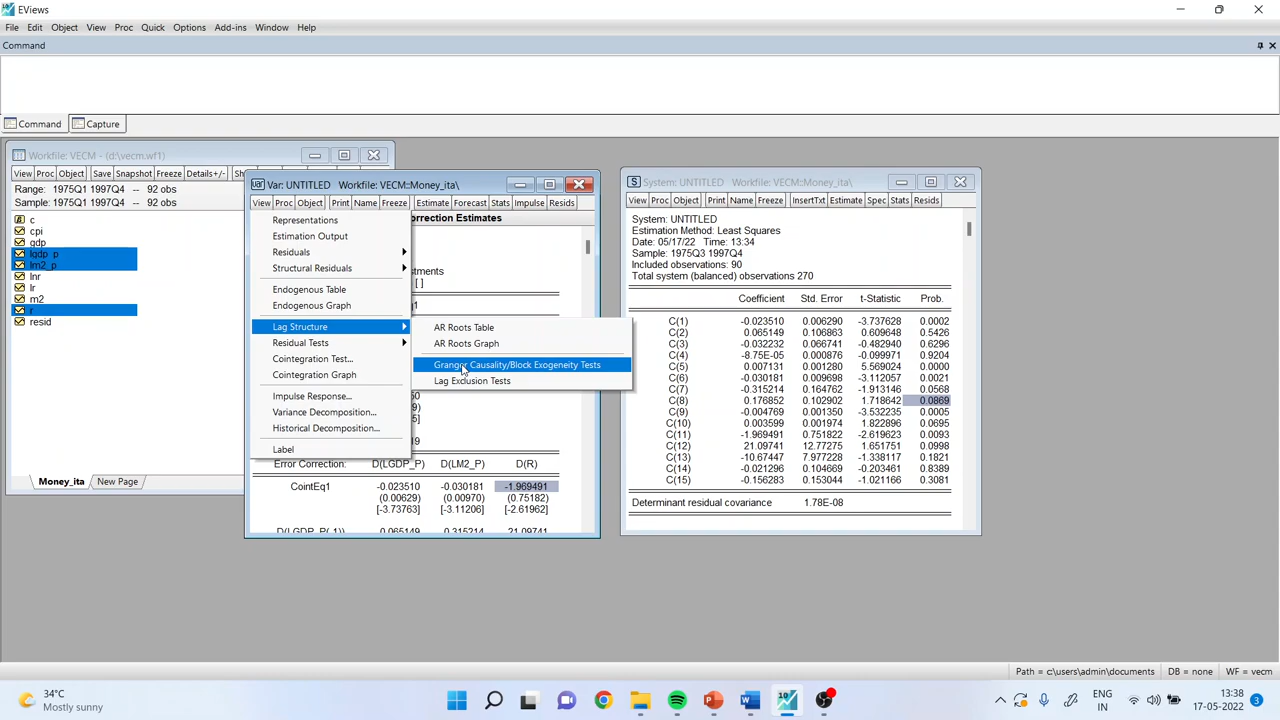 EViews
File Edit Object View Proc Quick Options Add-ins Window Help
Command
Command Capture
Workfile: VECM - (d:\vecm.wf1)
View Proc Object Save Snapshot Freeze Details+/- Sh
Range: 1975Q1 1997Q4 -- 92 obs
Sample: 1975Q1 1997Q4 -- 92 obs
c
cpi
gdp
lgdp_p
lm2_p
lnr
lr
m2
r
resid
Money_ita New Page
Var: UNTITLED Workfile: VECM::Money_ita\
View Proc Object Print Name Freeze Estimate Forecast Stats Impulse Resids
Representations
Estimation Output
Residuals
Structural Residuals
Endogenous Table
Endogenous Graph
Lag Structure
Residual Tests
Cointegration Test...
Cointegration Graph
Impulse Response...
Variance Decomposition...
Historical Decomposition...
Label
AR Roots Table
AR Roots Graph
Granger Causality/Block Exogeneity Tests
Lag Exclusion Tests
orrection Estimates
stments
[ ]
Error Correction: D(LGDP_P) D(LM2_P) D(R)
CointEq1 -0.023510 -0.030181 -1.969491
(0.00629) (0.00970) (0.75182)
[-3.73763] [-3.11206] [-2.61962]
D(LGDP_P(-1)) 0.065149 0.315214 21.09741
System: UNTITLED Workfile: VECM::Money_ita\
View Proc Object Print Name Freeze InsertTxt Estimate Spec Stats Resids
System: UNTITLED
Estimation Method: Least Squares
Date: 05/17/22 Time: 13:34
Sample: 1975Q3 1997Q4
Included observations: 90
Total system (balanced) observations 270
Coefficient Std. Error t-Statistic Prob.
C(1) -0.023510 0.006290 -3.737628 0.0002
C(2) 0.065149 0.106863 0.609648 0.5426
C(3) -0.032232 0.066741 -0.482940 0.6296
C(4) -8.75E-05 0.000876 -0.099971 0.9204
C(5) 0.007131 0.001280 5.569024 0.0000
C(6) -0.030181 0.009698 -3.112057 0.0021
C(7) -0.315214 0.164762 -1.913146 0.0568
C(8) 0.176852 0.102902 1.718642 0.0869
C(9) -0.004769 0.001350 -3.532235 0.0005
C(10) 0.003599 0.001974 1.822896 0.0695
C(11) -1.969491 0.751822 -2.619623 0.0093
C(12) 21.09741 12.77275 1.651751 0.0998
C(13) -10.67447 7.977228 -1.338117 0.1821
C(14) -0.021296 0.104669 -0.203461 0.8389
C(15) -0.156283 0.153044 -1.021166 0.3081
Determinant residual covariance 1.78E-08
Path = c:\users\admin\documents DB = none WF = vecm
34°C
Mostly sunny
ENG
IN
13:38
17-05-2022
3